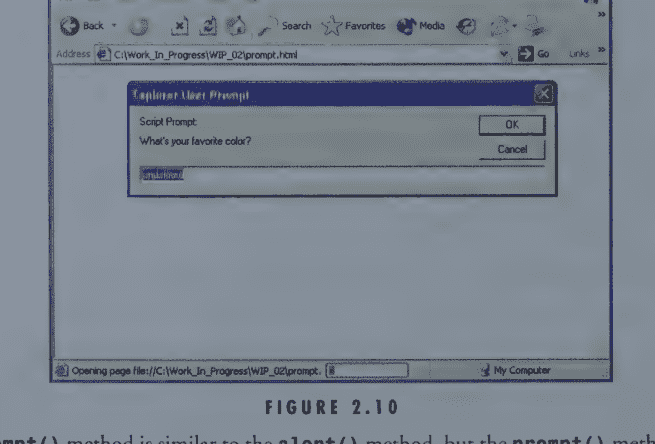 Back Search Favorites Media »
Address C:\Work_In_Progress\WIP_02\prompt.html Go Links »
Explorer User Prompt
Script Prompt:
OK
What's your favorite color?
Cancel
undefined
Opening page file://C:\Work_In_Progress\WIP_02\prompt. My Computer
FIGURE 2.10
mpt() method is similar to the alert() method, but the prompt() meth